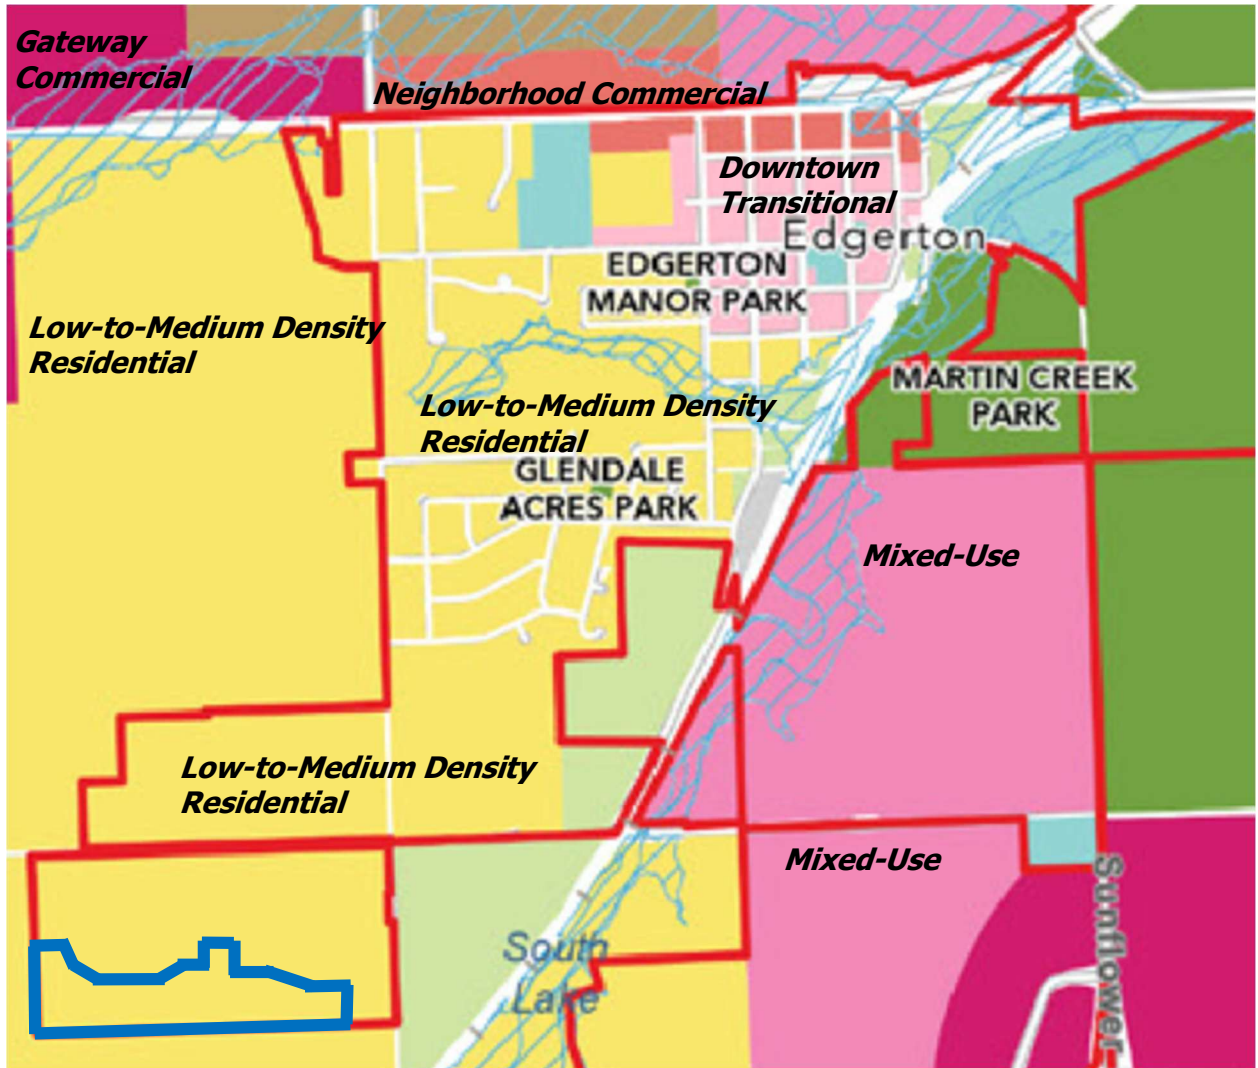 Gateway
Commercial
Neighborhood Commercial
Downtown
Transitional
Edgerton
EDGERTON
MANOR PARK
Low-to-Medium Density
Residential
MARTIN CREEK
PARK
Low-to-Medium Density
Residential
GLENDALE
ACRES PARK
Mixed-Use
Low-to-Medium Density
Residential
Mixed-Use
Sunflower
South
Lake